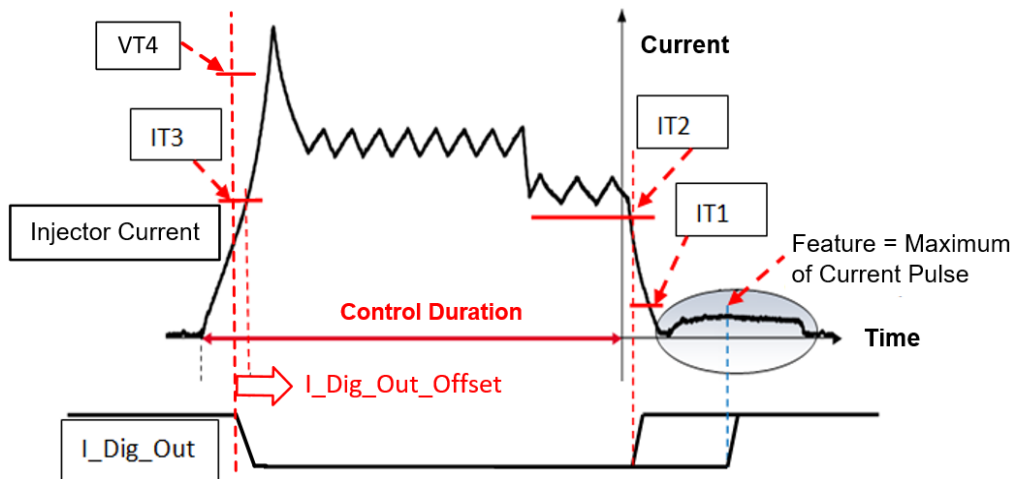 VT4
Current
IT3
IT2
IT1
Injector Current
Feature = Maximum
of Current Pulse
Control Duration
Time
I_Dig_Out_Offset
I_Dig_Out